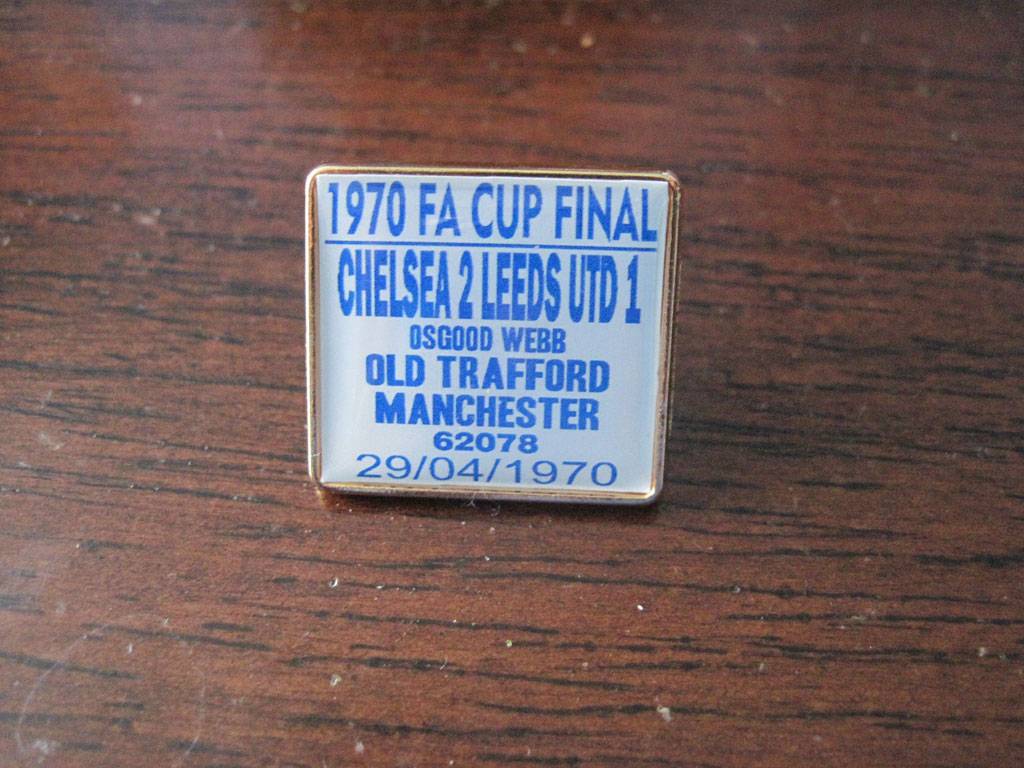 1970 FA CUP FINAL
CHELSEA 2 LEEDS UTD 1
OSGOOD WEBB
OLD TRAFFORD
MANCHESTER
62078
29/04/1970